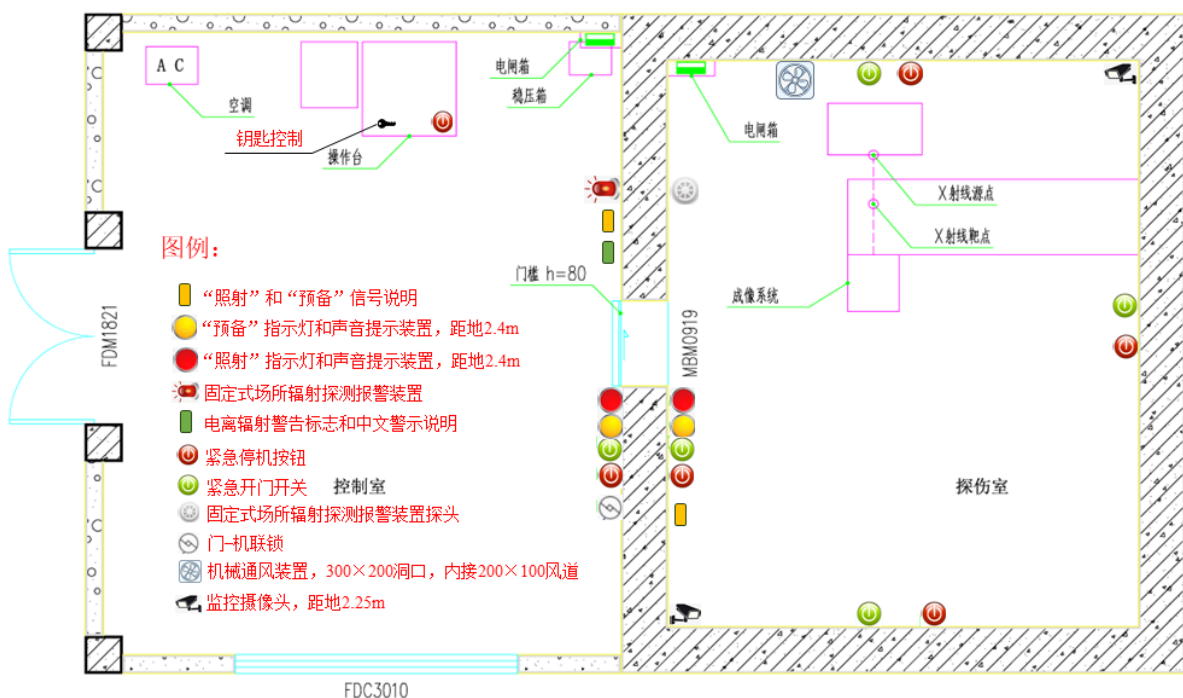 A C
空调
钥匙控制
操作台
电闸箱
稳压箱
电闸箱
X射线源点
X射线靶点
成像系统
门槛 h=80
FDM1821
MBM0919
图例：
“照射”和“预备”信号说明
“预备”指示灯和声音提示装置，距地2.4m
“照射”指示灯和声音提示装置，距地2.4m
固定式场所辐射探测报警装置
电离辐射警告标志和中文警示说明
紧急停机按钮
紧急开门开关
控制室
探伤室
固定式场所辐射探测报警装置探头
门-机联锁
机械通风装置，300×200洞口，内接200×100风道
监控摄像头，距地2.25m
FDC3010